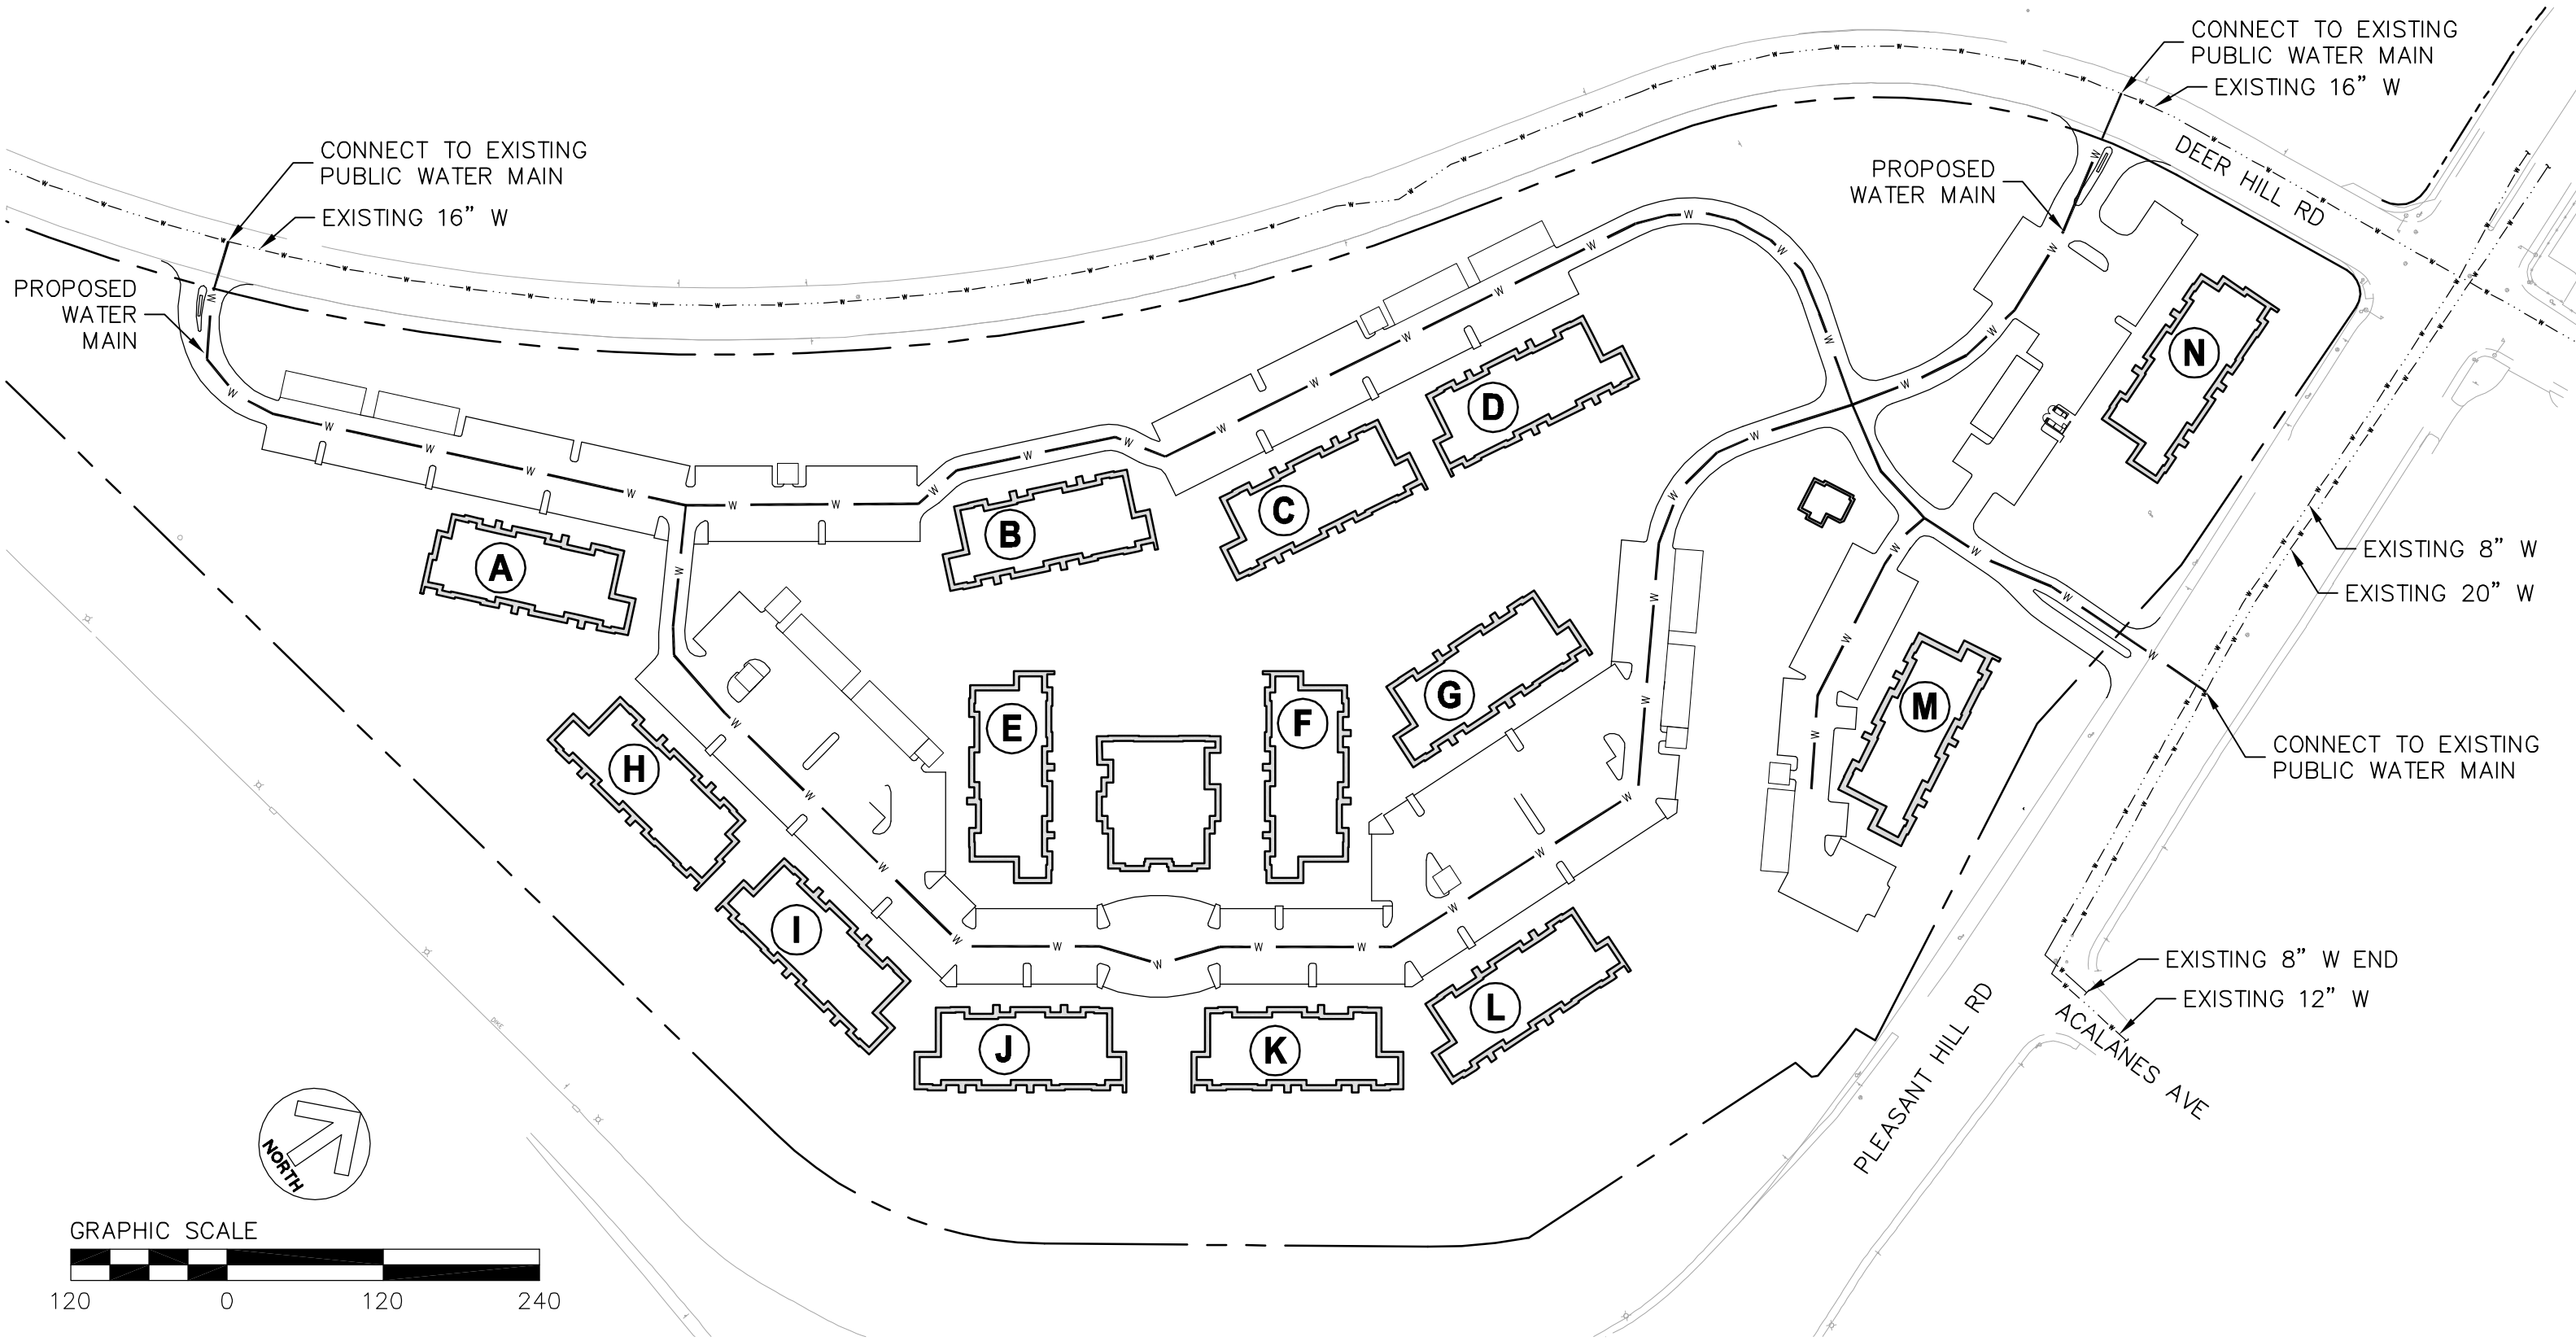 CONNECT TO EXISTING
PUBLIC WATER MAIN
EXISTING 16” W
DEER HILL RD
PROPOSED
WATER MAIN
CONNECT TO EXISTING
PUBLIC WATER MAIN
EXISTING 16” W
PROPOSED
WATER
MAIN
N
D
C
B
A
EXISTING 8” W
EXISTING 20” W
G
M
F
E
H
CONNECT TO EXISTING
PUBLIC WATER MAIN
I
L
J
K
EXISTING 8” W END
EXISTING 12” W
ACALANES AVE
PLEASANT HILL RD
NORTH
GRAPHIC SCALE
120 0 120 240